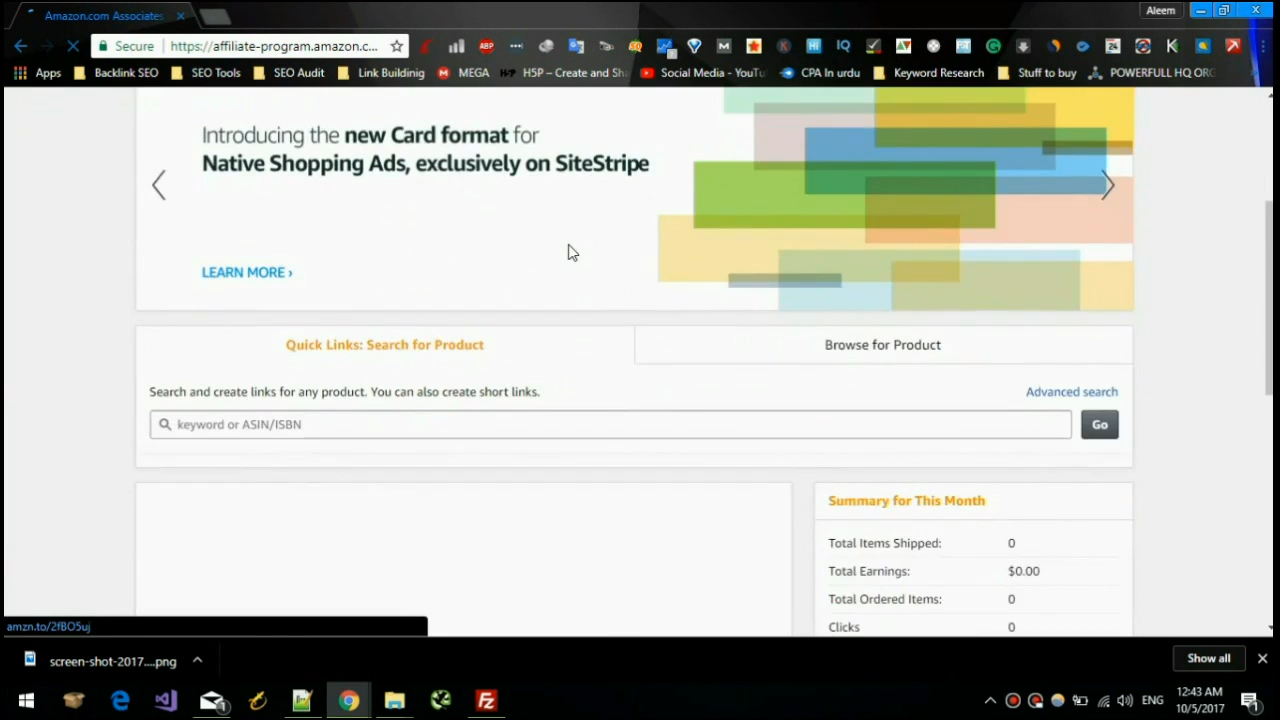 Amazon.com Associates
Aleem
Secure
https://affiliate-program.amazon.c...
ABP
IQ
24
Apps
Backlink SEO
SEO Tools
SEO Audit
Link Buildinig
MEGA
H5P – Create and Sha
Social Media - YouTu
CPA In urdu
Keyword Research
Stuff to buy
POWERFULL HQ ORG
Introducing the new Card format for
Native Shopping Ads, exclusively on SiteStripe
LEARN MORE ›
Quick Links: Search for Product
Browse for Product
Search and create links for any product. You can also create short links.
Advanced search
keyword or ASIN/ISBN
Go
Summary for This Month
Total Items Shipped: 0
Total Earnings: $0.00
Total Ordered Items: 0
Clicks 0
amzn.to/2fBO5uj
screen-shot-2017....png
Show all
ENG
12:43 AM
10/5/2017